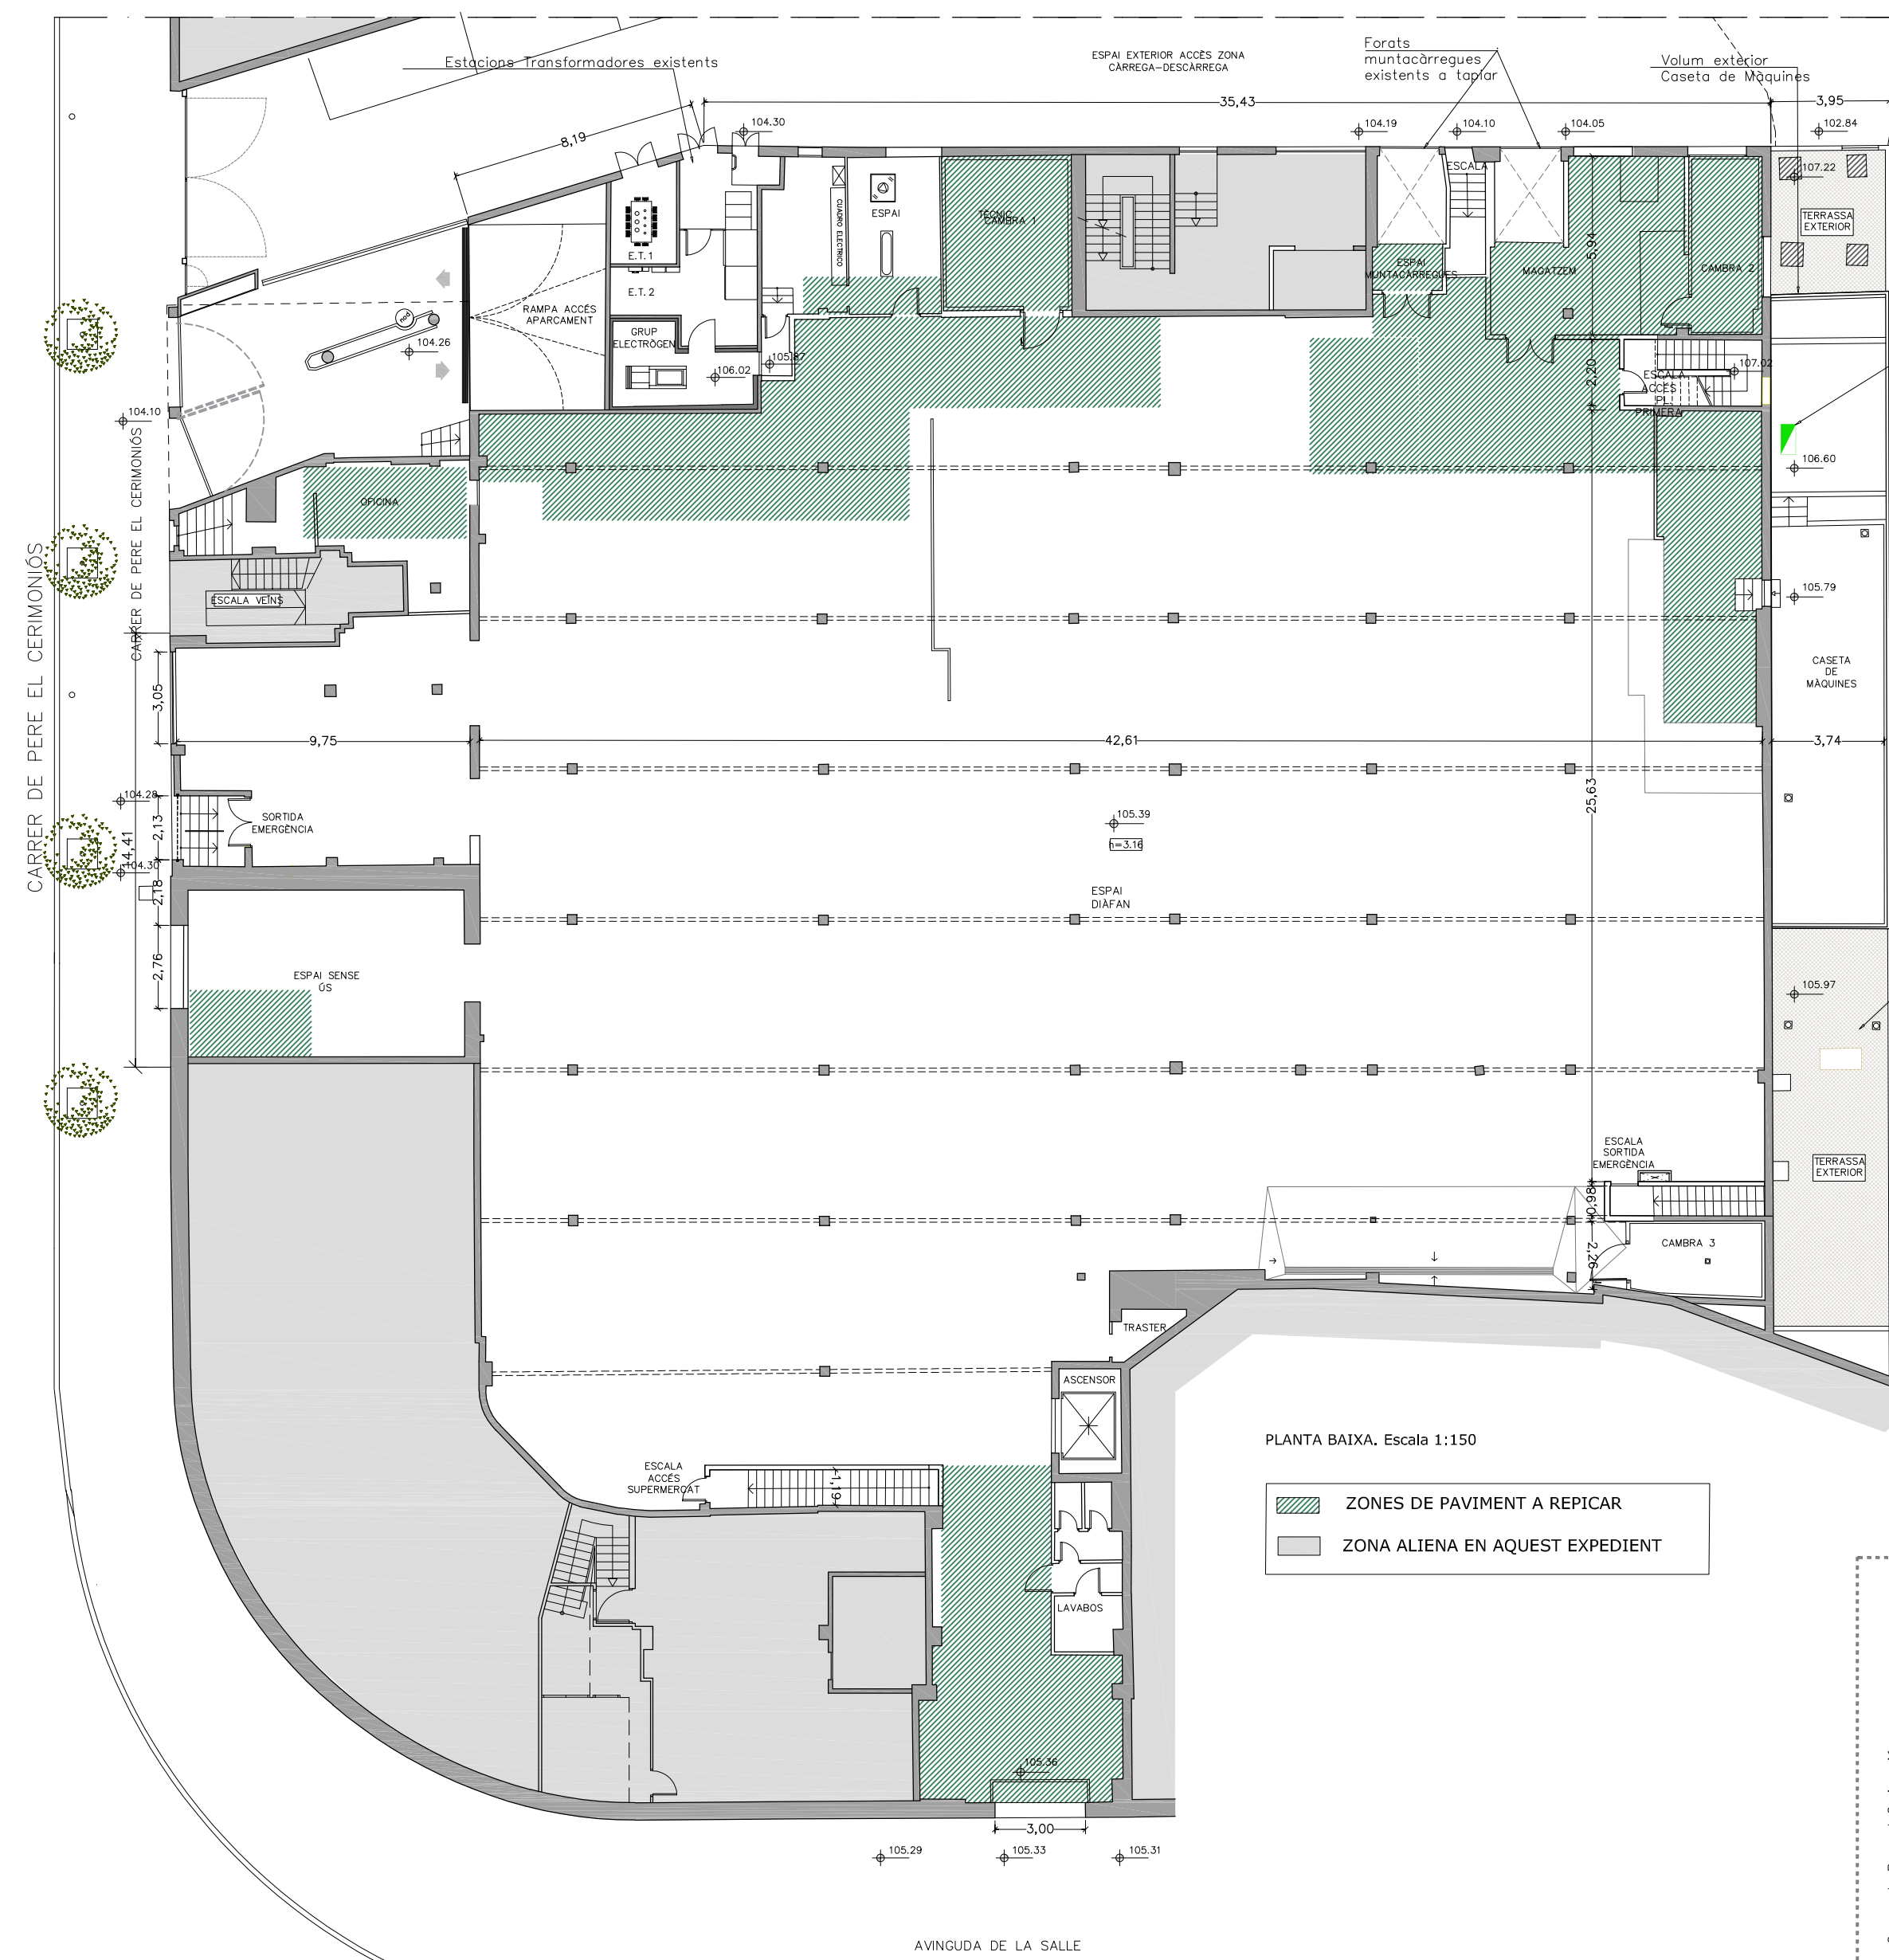 Estacions Transformadores existents
ESPAI EXTERIOR ACCÈS ZONA
CÀRREGA-DESCÀRREGA
Forats
muntacàrregues
existents a tapiar
Volum exterior
Caseta de Màquines
35,43
3,95
8,19
104.30
104.19
104.10
104.05
102.84
107.22
TERRASSA
EXTERIOR
ESCALA
E.T.1
E.T.2
CUADRO ELECTRICO
ESPAI
TÈCNIC
CAMBRA 1
ESPAI
MUNTACÀRREGUES
MAGATZEM
5,94
CAMBRA 2
RAMPA ACCÉS
APARCAMENT
GRUP
ELECTRÒGEN
104.26
106.02
105.87
2,20
107.02
ESCALA
ACCÉS
PL.
PRIMERA
104.10
106.60
OFICINA
CARRER DE PERE EL CERIMONIÓS
CARRER DE PERE EL CERIMONIÓS
ESCALA VEÏNS
105.79
CASETA
DE
MÀQUINES
3,05
9,75
42,61
3,74
25,63
104.28
2,13
14,41
SORTIDA
EMERGÈNCIA
105.39
h=3.16
104.30
2,18
ESPAI
DIÀFAN
2,76
ESPAI SENSE
ÚS
105.97
ESCALA
SORTIDA
EMERGÈNCIA
TERRASSA
EXTERIOR
0,98
2,26
CAMBRA 3
TRASTER
ASCENSOR
PLANTA BAIXA. Escala 1:150
ESCALA
ACCÉS
SUPERMERCAT
1,19
ZONES DE PAVIMENT A REPICAR
ZONA ALIENA EN AQUEST EXPEDIENT
LAVABOS
105.36
3,00
105.29
105.33
105.31
AVINGUDA DE LA SALLE